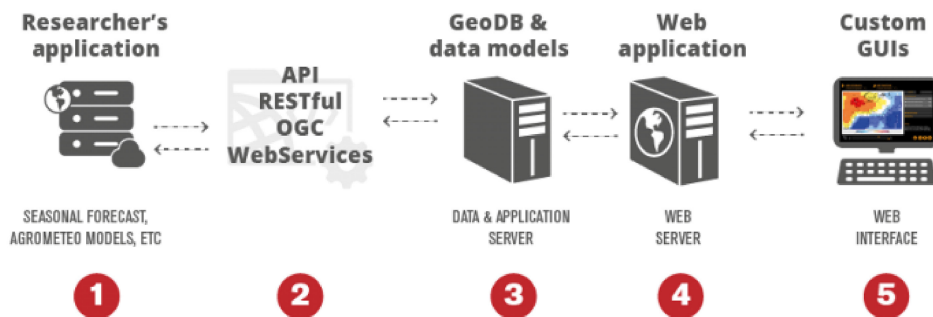 Researcher's
application
API
RESTful
OGC
WebServices
GeoDB &
data models
Web
application
Custom
GUIs
SEASONAL FORECAST,
AGROMETEO MODELS, ETC
DATA & APPLICATION
SERVER
WEB
SERVER
WEB
INTERFACE
1
2
3
4
5